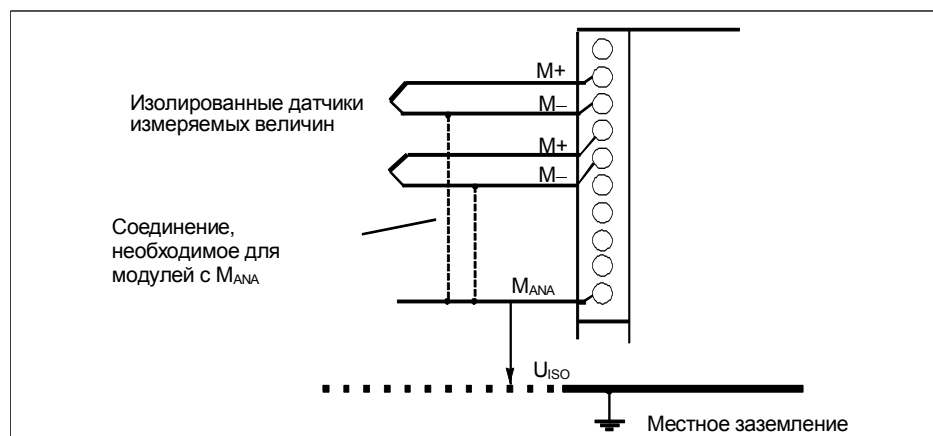 M+
Изолированные датчики
измеряемых величин
M–
M+
M–
Соединение,
необходимое для
модулей с MANA
MANA
UISO
Местное заземление